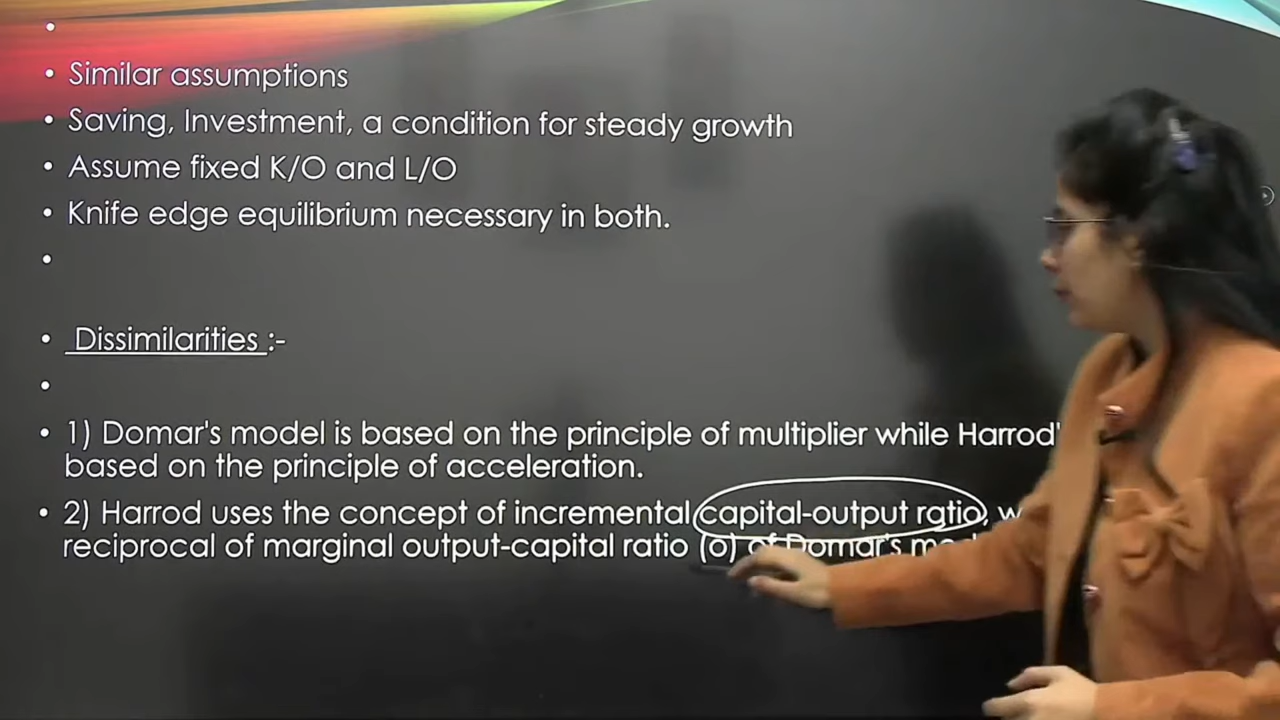 • 
• Similar assumptions
• Saving, Investment, a condition for steady growth
• Assume fixed K/O and L/O
• Knife edge equilibrium necessary in both.
• 
• Dissimilarities :-
• 
• 1) Domar's model is based on the principle of multiplier while Harrod'
based on the principle of acceleration.
• 2) Harrod uses the concept of incremental capital-output ratio,
reciprocal of marginal output-capital ratio (o) of Domar's